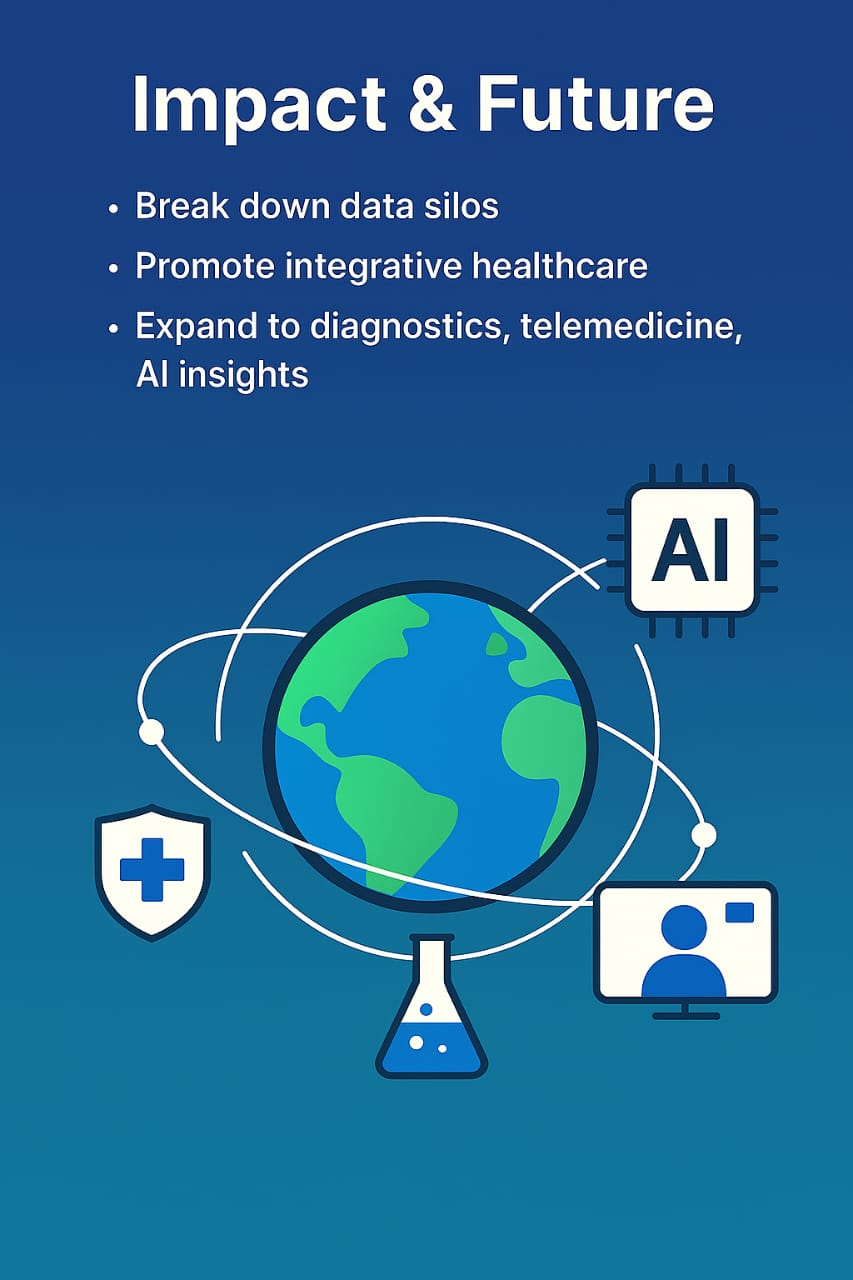 Impact & Future
• Break down data silos
• Promote integrative healthcare
• Expand to diagnostics, telemedicine,
AI insights
AI